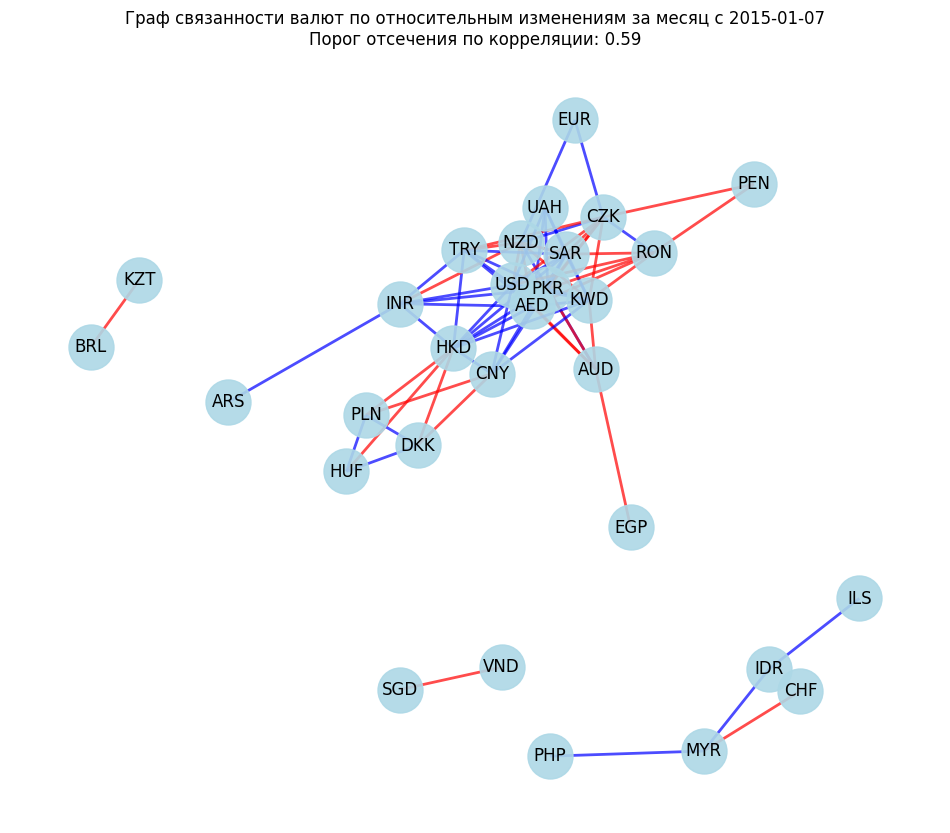 Граф связанности валют по относительным изменениям за месяц с 2015-01-07
Порог отсечения по корреляции: 0.59
EUR
PEN
UAH
CZK
NZD
TRY
SAR
RON
KZT
USD
PKR
INR
AED
KWD
BRL
HKD
CNY
AUD
ARS
PLN
DKK
HUF
EGP
ILS
VND
IDR
SGD
CHF
PHP
MYR